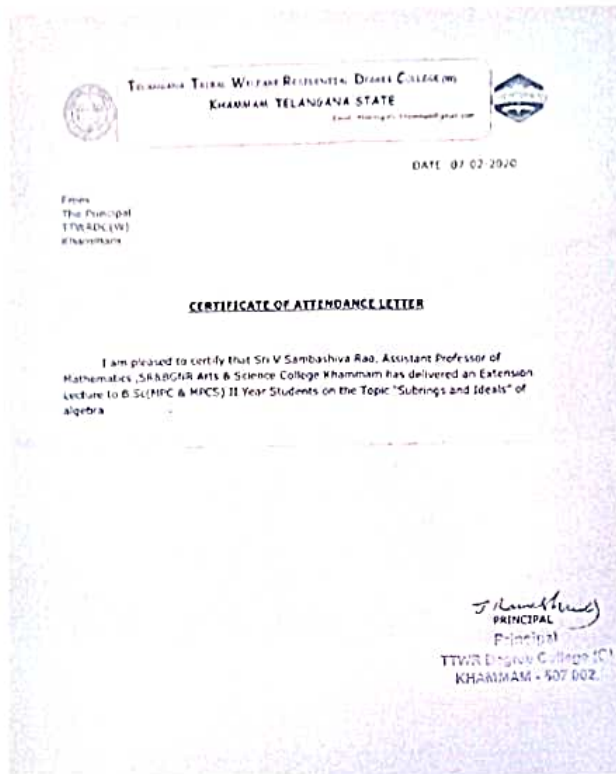 TELANGANA TRIBAL WELFARE RESIDENTIAL DEGREE COLLEGE (W)
KHAMMAM TELANGANA STATE
DATE 07-02-2020
From
The Principal
TTWRDC(W)
Khammam
CERTIFICATE OF ATTENDANCE LETTER
I am pleased to certify that Sri V Sambashiva Rao, Assistant Professor of
Mathematics ,SR&BGNR Arts & Science College Khammam has delivered an Extension
Lecture to B Sc(MPC & MPCS) II Year Students on the Topic "Subrings and Ideals" of
algebra
PRINCIPAL
Principal
TTWR Degree College (C)
KHAMMAM - 507 002.